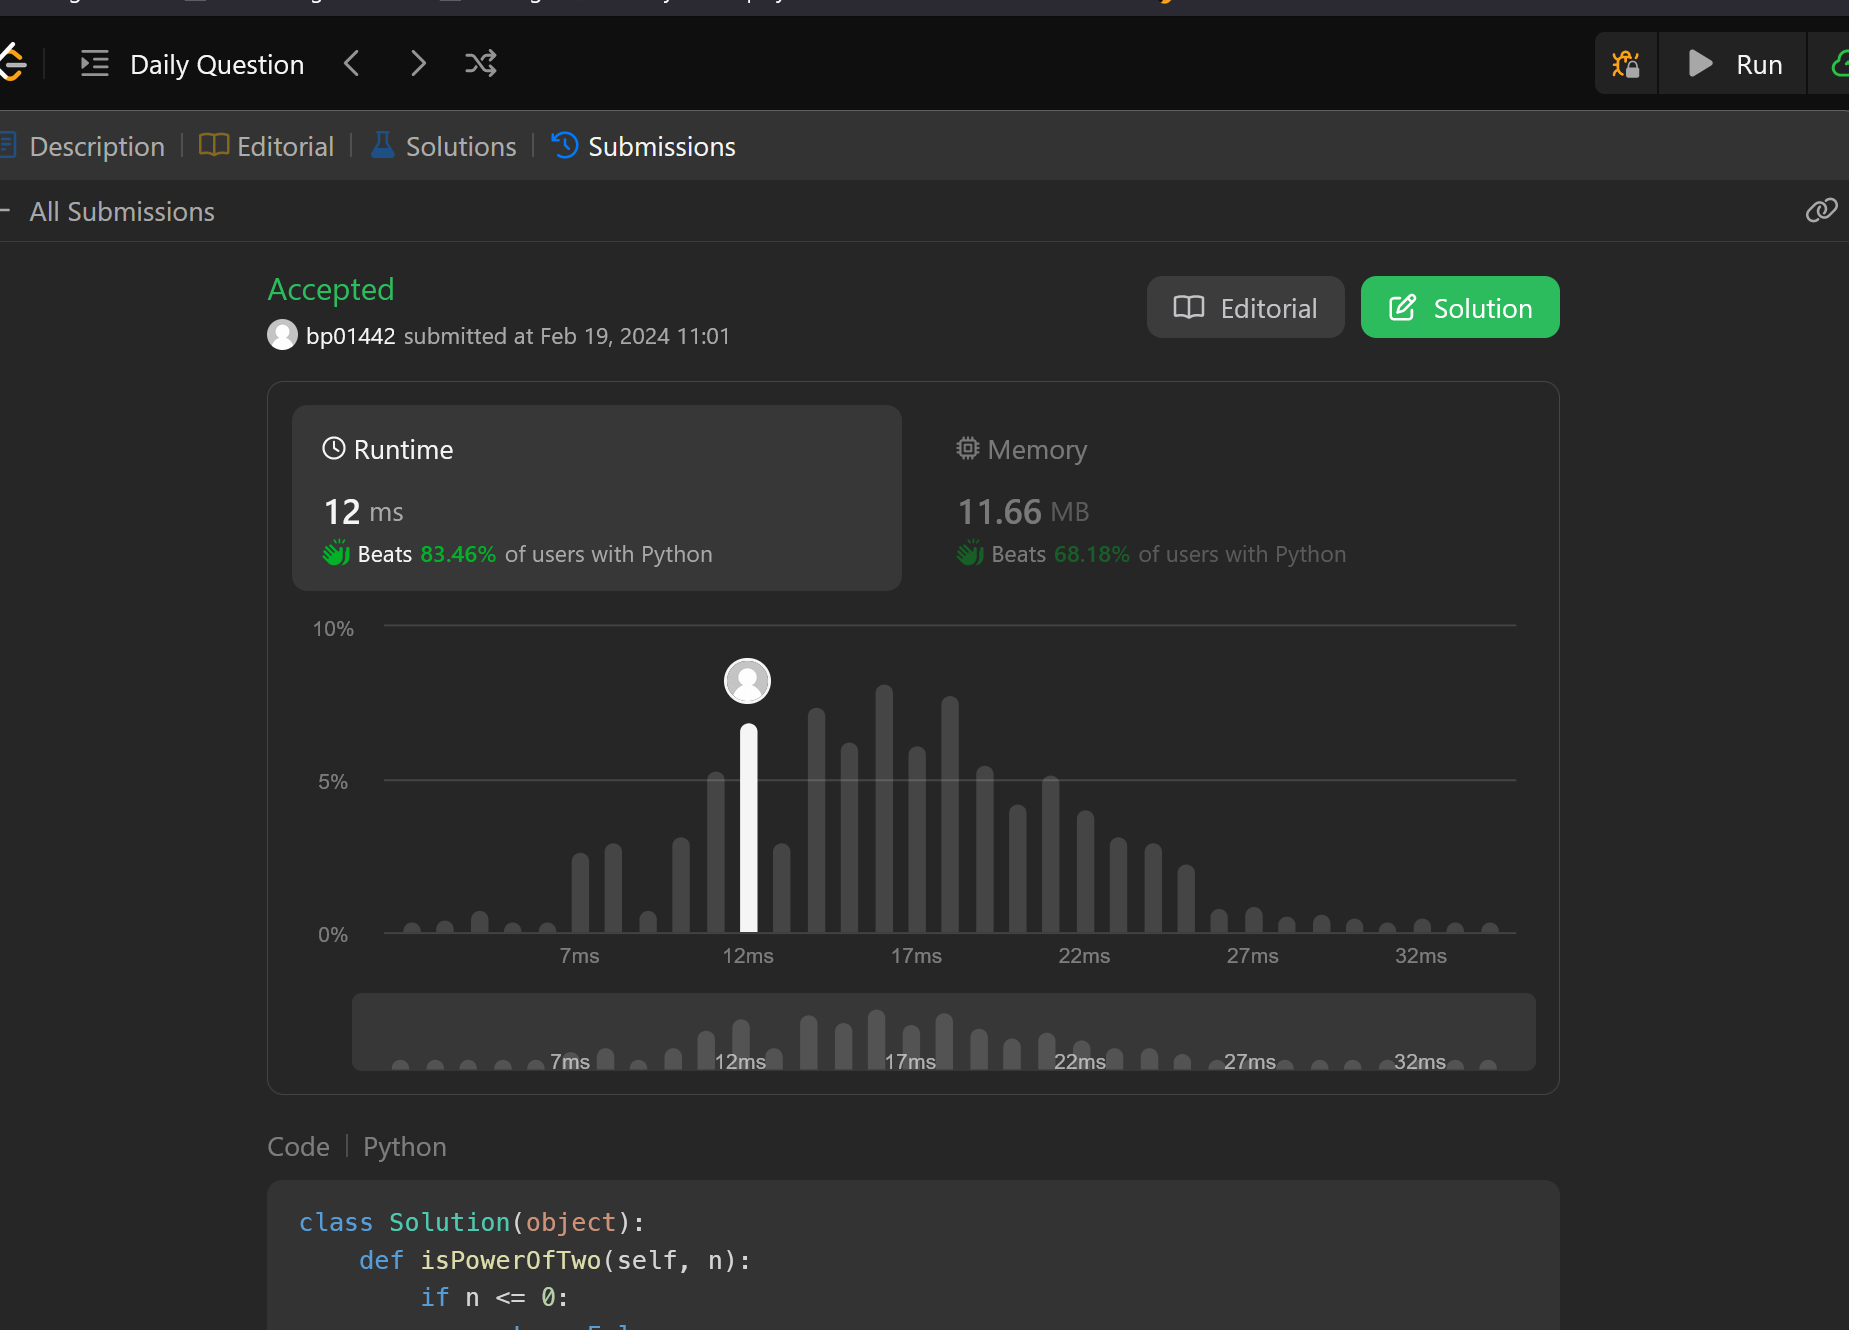 Daily Question
Run
Description
Editorial
Solutions
Submissions
All Submissions
Accepted
bp01442 submitted at Feb 19, 2024 11:01
Editorial
Solution
Runtime
12 ms
Beats 83.46% of users with Python
Memory
11.66 MB
Beats 68.18% of users with Python
10%
5%
0%
7ms 12ms 17ms 22ms 27ms 32ms
7ms 12ms 17ms 22ms 27ms 32ms
Code | Python
class Solution(object):
def isPowerOfTwo(self, n):
if n <= 0: